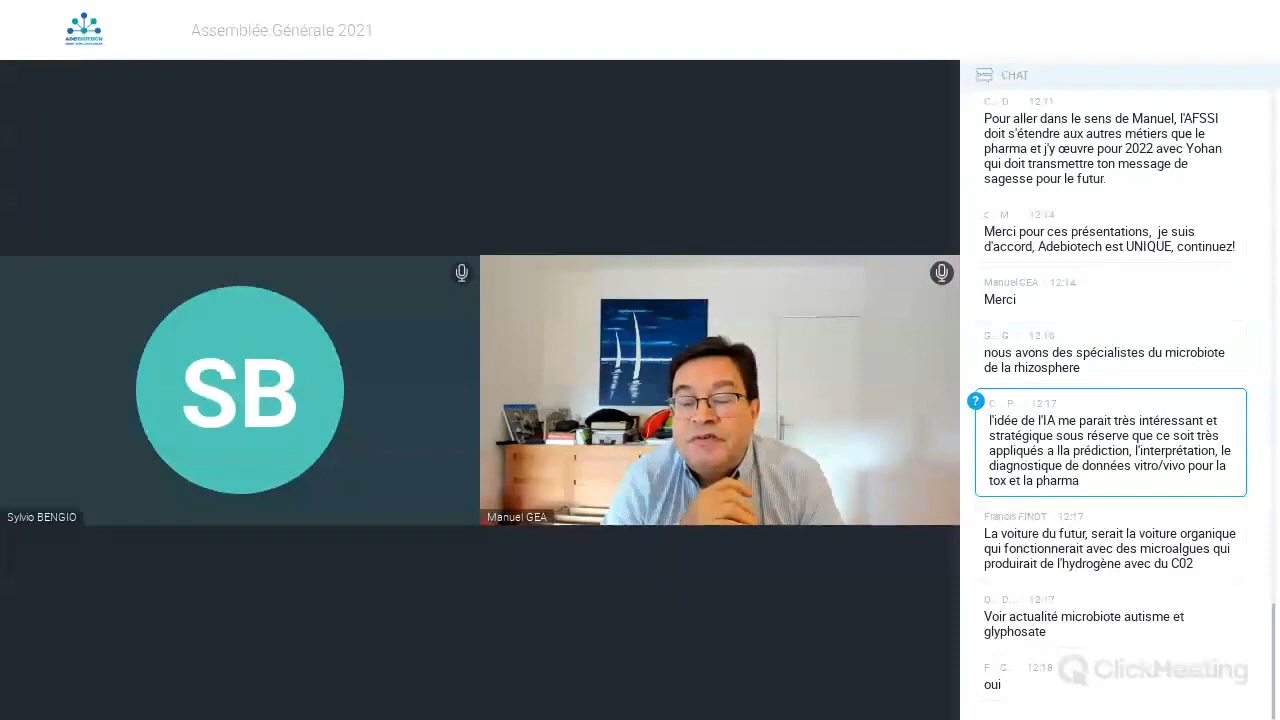 ADEBIOTECH
Assemblée Générale 2021
SB
Sylvio BENGIO
Manuel GEA
CHAT
C... D 12:11
Pour aller dans le sens de Manuel, l'AFSSI
doit s'étendre aux autres métiers que le
pharma et j'y œuvre pour 2022 avec Yohan
qui doit transmettre ton message de
sagesse pour le futur.
M 12:14
Merci pour ces présentations, je suis
d'accord, Adebiotech est UNIQUE, continuez!
Manuel GEA 12:14
Merci
G... G 12:16
nous avons des spécialistes du microbiote
de la rhizosphère
?
C... P... 12:17
l'idée de l'IA me parait très intéressant et
stratégique sous réserve que ce soit très
appliqués a lla prédiction, l'interprétation, le
diagnostique de données vitro/vivo pour la
tox et la pharma
Francis FINOT 12:17
La voiture du futur, serait la voiture organique
qui fonctionnerait avec des microalgues qui
produirait de l'hydrogène avec du C02
D... 12:17
Voir actualité microbiote autisme et
glyphosate
F 12:18
oui
ClickMeeting